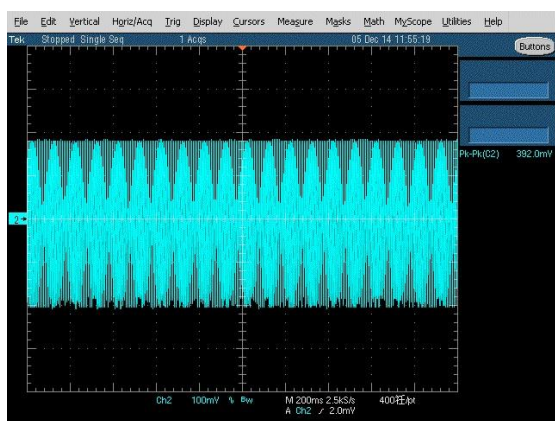 File Edit Vertical Horiz/Acq Trig Display Cursors Measure Masks Math MyScope Utilities Help
Tek Stopped Single Seq 1 Acqs 05 Dec 14 11:55:19 Buttons
Pk-Pk(C2) 392.0mV
2
Ch2 100mV Bw M 200ms 2.5kS/s 400 /pt
A Ch2 2.0mV